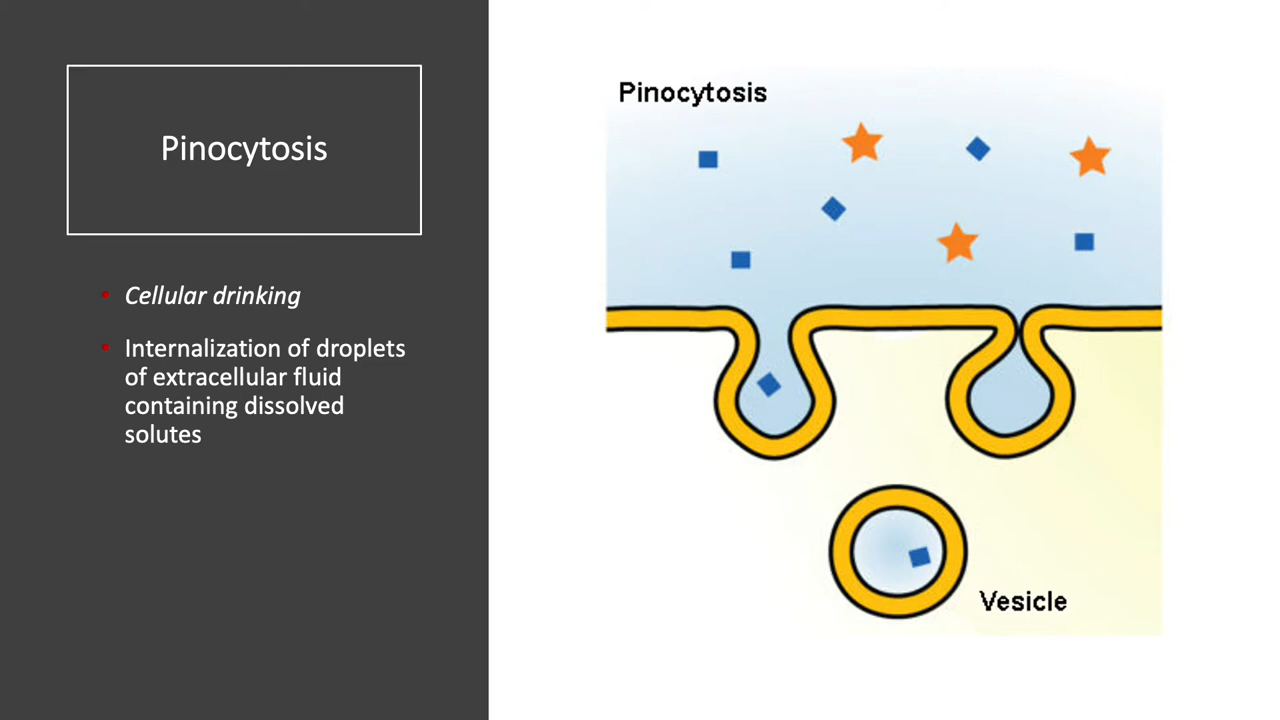 Pinocytosis
• Cellular drinking
• Internalization of droplets
of extracellular fluid
containing dissolved
solutes
Pinocytosis
Vesicle